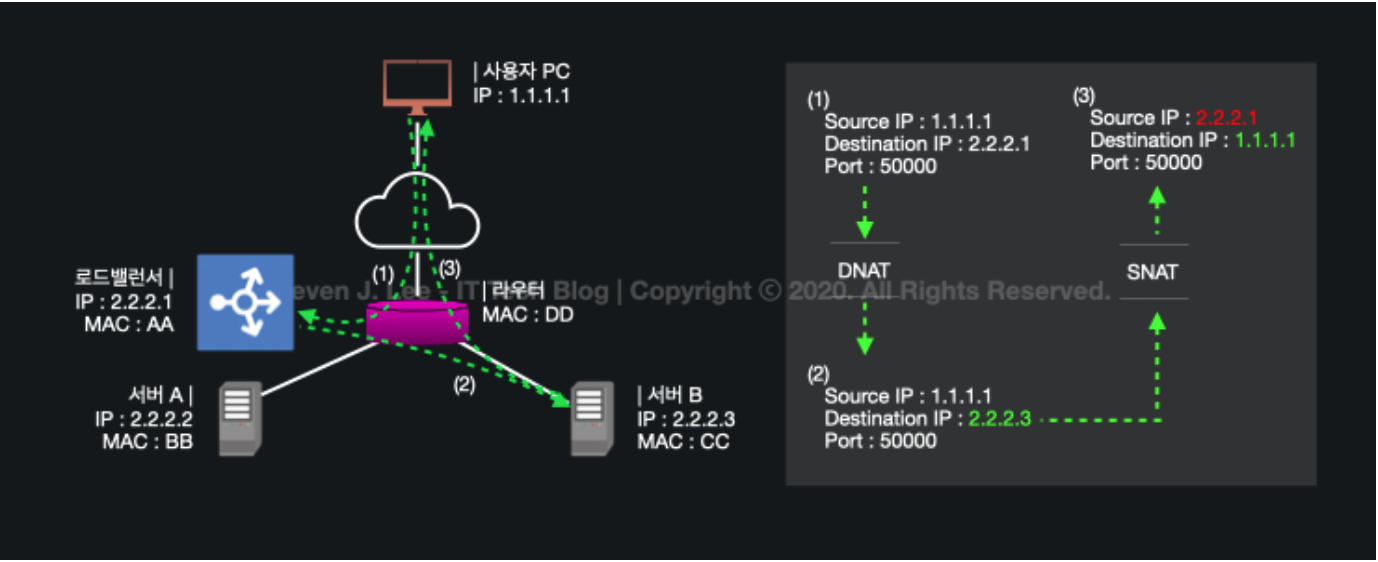 | 사용자 PC
IP : 1.1.1.1
로드밸런서 |
IP : 2.2.2.1
MAC : AA
(1)
(3)
| 라우터
MAC : DD
(2)
서버 A |
IP : 2.2.2.2
MAC : BB
| 서버 B
IP : 2.2.2.3
MAC : CC
even J. Lee - IT Tech Blog | Copyright © 2020. All Rights Reserved.
(1)
Source IP : 1.1.1.1
Destination IP : 2.2.2.1
Port : 50000
DNAT
(2)
Source IP : 1.1.1.1
Destination IP : 2.2.2.3
Port : 50000
(3)
Source IP : 2.2.2.1
Destination IP : 1.1.1.1
Port : 50000
SNAT